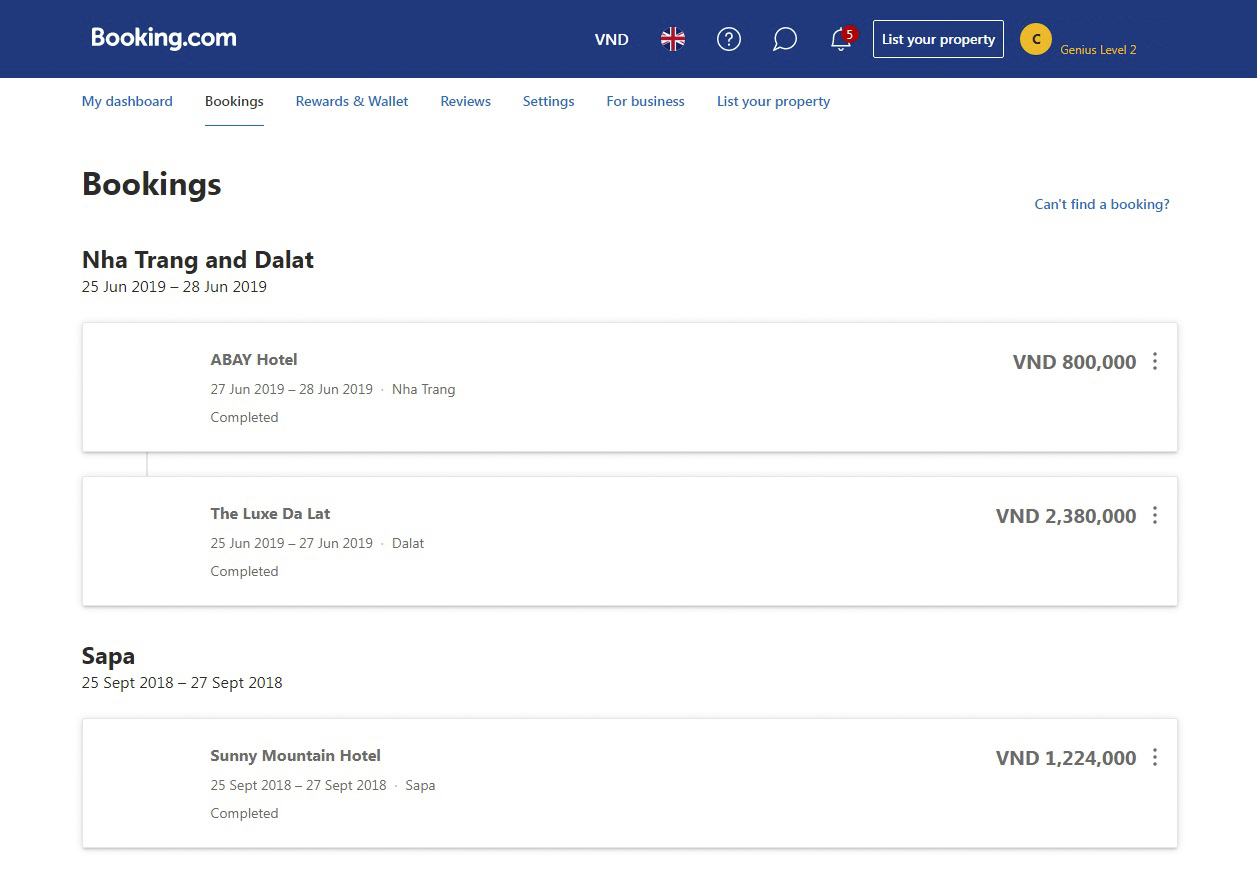 Booking.com
VND
5
List your property
C
Genius Level 2
My dashboard
Bookings
Rewards & Wallet
Reviews
Settings
For business
List your property
Bookings
Can't find a booking?
Nha Trang and Dalat
25 Jun 2019 – 28 Jun 2019
ABAY Hotel
VND 800,000
27 Jun 2019 – 28 Jun 2019 · Nha Trang
Completed
The Luxe Da Lat
VND 2,380,000
25 Jun 2019 – 27 Jun 2019 · Dalat
Completed
Sapa
25 Sept 2018 – 27 Sept 2018
Sunny Mountain Hotel
VND 1,224,000
25 Sept 2018 – 27 Sept 2018 · Sapa
Completed